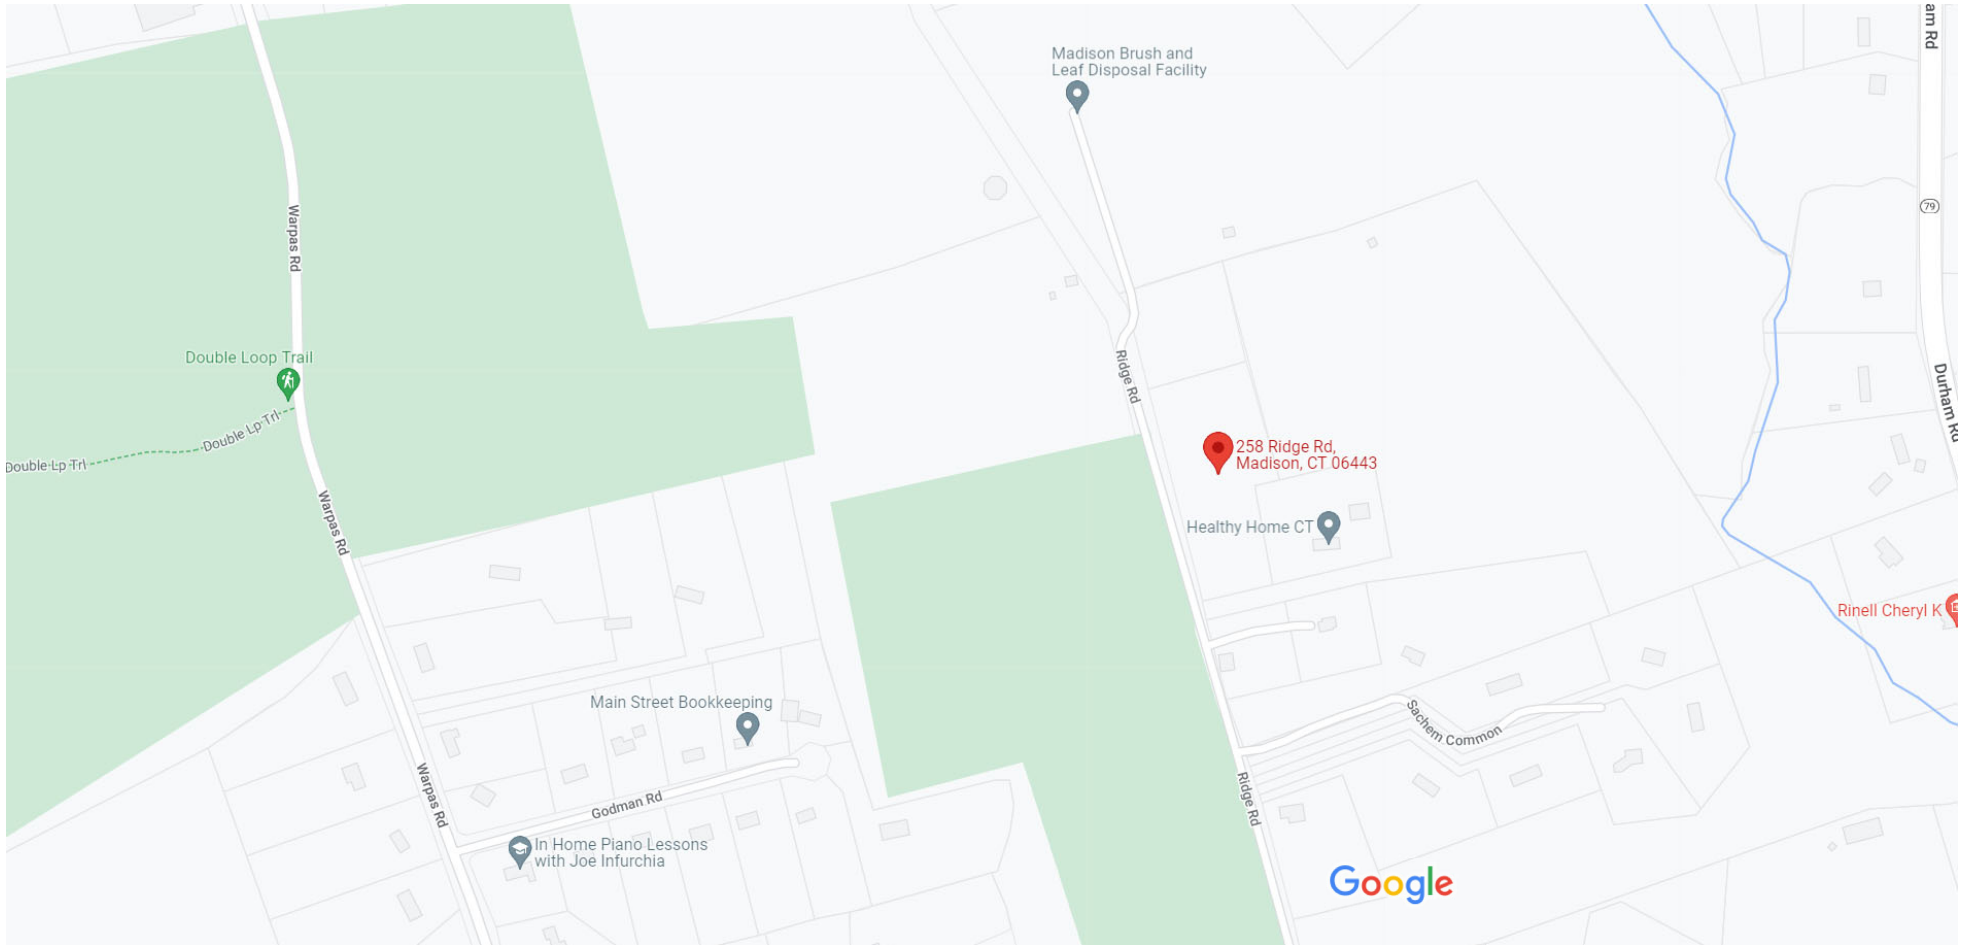 am Rd
Madison Brush and
Leaf Disposal Facility
79
Warpas Rd
Double Loop Trail
Ridge Rd
Durham Rd
Double Lp Trl
Double Lp Trl
258 Ridge Rd,
Madison, CT 06443
Warpas Rd
Healthy Home CT
Rinell Cheryl K
Main Street Bookkeeping
Sachem Common
Warpas Rd
Godman Rd
Ridge Rd
In Home Piano Lessons
with Joe Infurchia
Google